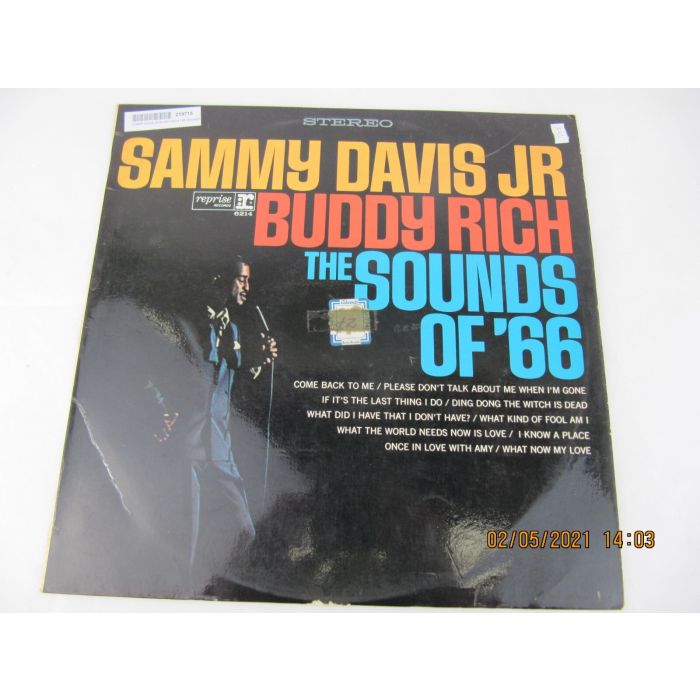 219715
STEREO
SAMMY DAVIS JR
reprise
RECORDS
r:
6214
BUDDY RICH
THE SOUNDS
OF '66
COME BACK TO ME / PLEASE DON'T TALK ABOUT ME WHEN I'M GONE
IF IT'S THE LAST THING I DO / DING DONG THE WITCH IS DEAD
WHAT DID I HAVE THAT I DON'T HAVE? / WHAT KIND OF FOOL AM I
WHAT THE WORLD NEEDS NOW IS LOVE / I KNOW A PLACE
ONCE IN LOVE WITH AMY / WHAT NOW MY LOVE
02/05/2021 14:03